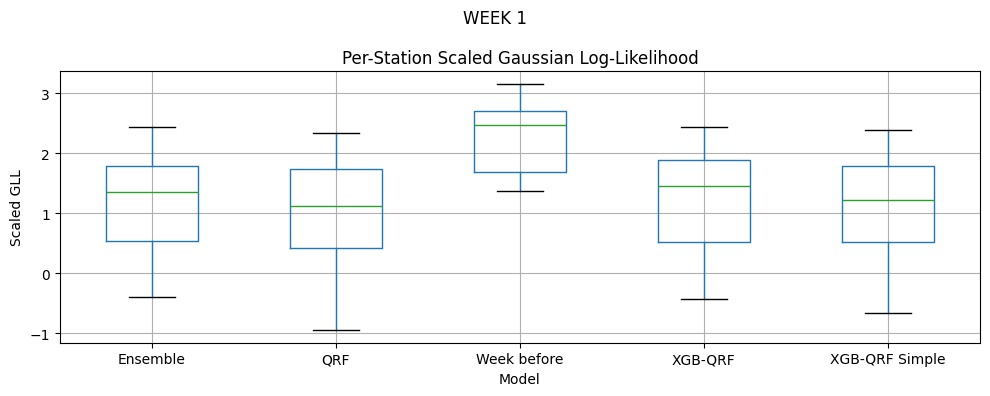 WEEK 1
Per-Station Scaled Gaussian Log-Likelihood
3
2
1
0
−1
Scaled GLL
Ensemble
QRF
Week before
XGB-QRF
XGB-QRF Simple
Model